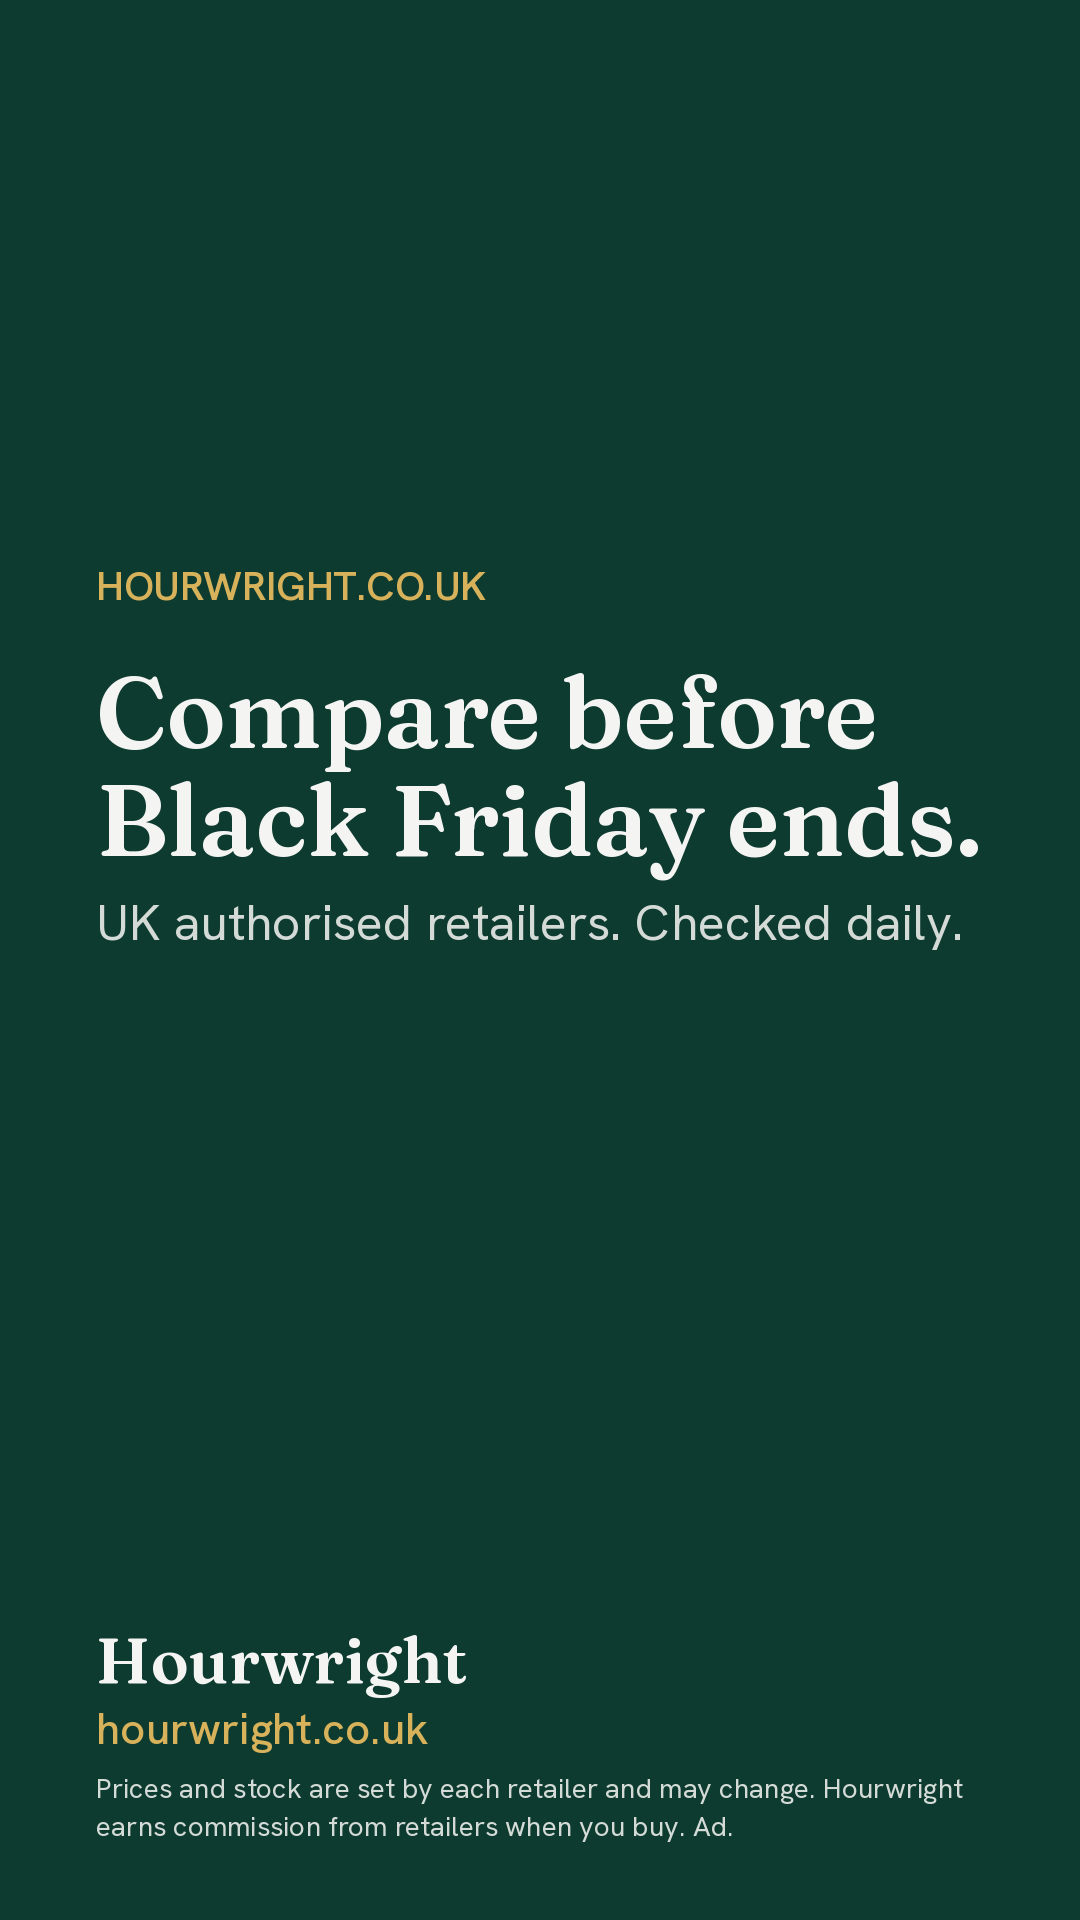 HOURWRIGHT.CO.UK
Compare before
Black Friday ends.
UK authorised retailers. Checked daily.
Hourwright
hourwright.co.uk
Prices and stock are set by each retailer and may change. Hourwright
earns commission from retailers when you buy. Ad.